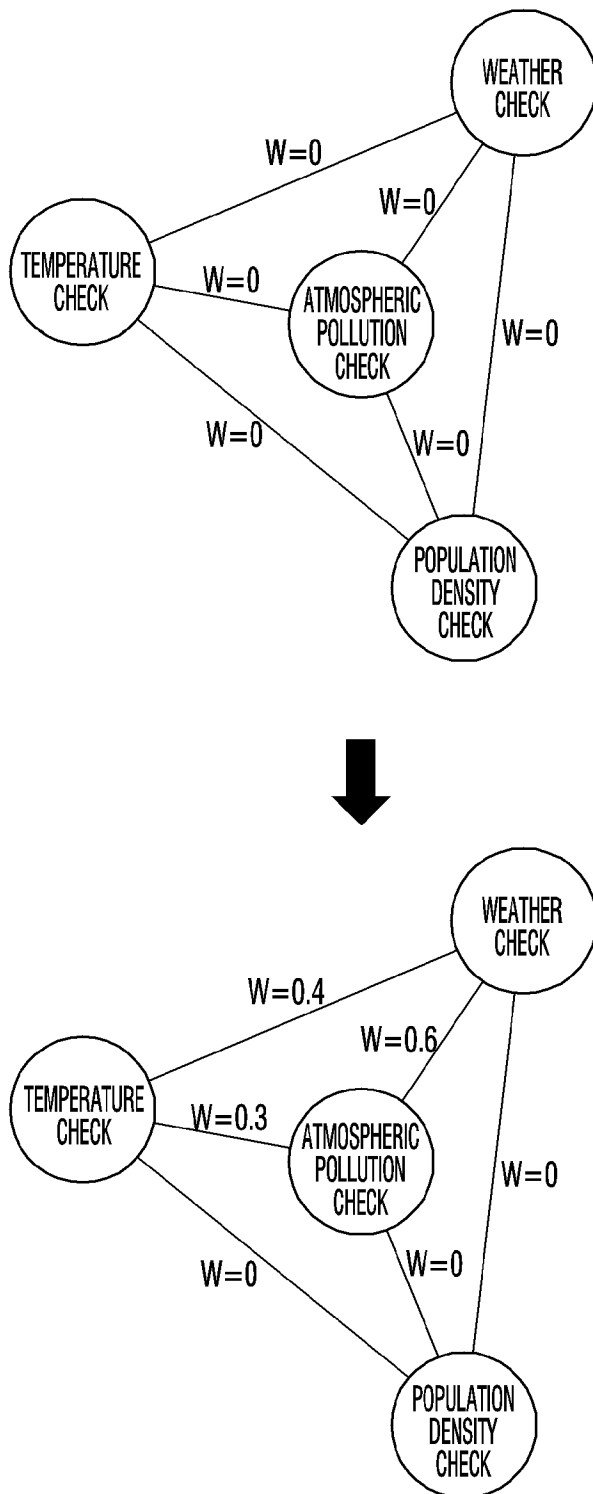 WEATHER
CHECK
W=0
W=0
TEMPERATURE
CHECK
W=0
ATMOSPHERIC
POLLUTION
CHECK
W=0
W=0
W=0
POPULATION
DENSITY
CHECK
WEATHER
CHECK
W=0.4
W=0.6
TEMPERATURE
CHECK
W=0.3
ATMOSPHERIC
POLLUTION
CHECK
W=0
W=0
W=0
POPULATION
DENSITY
CHECK